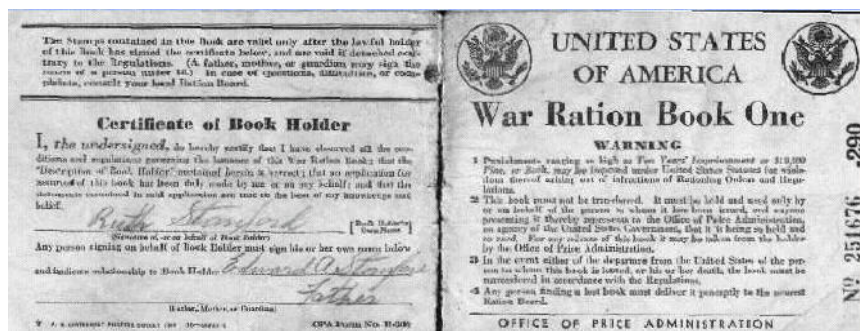 The Stamps contained in this Book are valid only after the lawful holder
of this Book has signed the certificate below, and are void if detached con-
trary to the Regulations. (A father, mother, or guardian may sign the
name of a person under 18.) In case of questions, difficulties, or com-
plaints, consult your local Ration Board.
Certificate of Book Holder
I, the undersigned, do hereby certify that I have observed all the con-
ditions and regulations governing the issuance of this War Ration Book; that the
"Description of Book Holder" contained herein is correct; that an application for
issuance of this book has been duly made by me or on my behalf; and that the
statements contained in said application are true to the best of my knowledge and
belief.
Ruth Stanford
[Book Holder's
Own Name]
(Signature of, or on behalf of Book Holder)
Any person signing on behalf of Book Holder must sign his or her own name below
and indicate relationship to Book Holder Edward A Stanford
Father
(Father, Mother, or Guardian)
OPA Form No. R-302
UNITED STATES
OF AMERICA
War Ration Book One
WARNING
1 Punishments ranging as high as Ten Years' Imprisonment or $10,000
Fine, or Both, may be imposed under United States Statutes for viola-
tions thereof arising out of infractions of Rationing Orders and Regu-
lations.
2 This book must not be transferred. It must be held and used only by
or on behalf of the person to whom it has been issued, and anyone
presenting it thereby represents to the Office of Price Administration,
an agency of the United States Government, that it is being so held and
so used. For any misuse of this book it may be taken from the holder
by the Office of Price Administration.
3 In the event either of the departure from the United States of the per-
son to whom this book is issued, or his or her death, the book must be
surrendered in accordance with the Regulations.
4 Any person finding a lost book must deliver it promptly to the nearest
Ration Board.
OFFICE OF PRICE ADMINISTRATION
Nº 251676 290